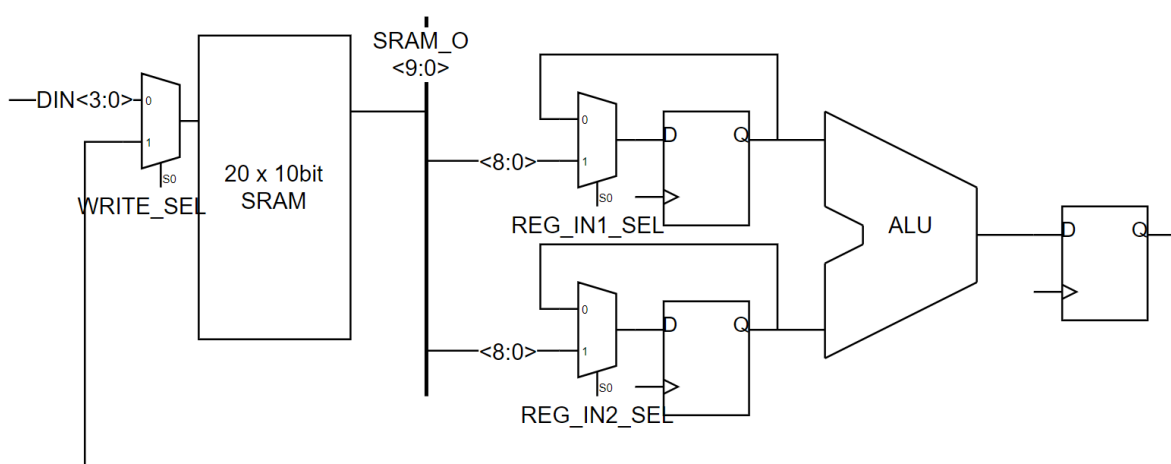 SRAM_O
<9:0>
DIN<3:0>
0
1
S0
WRITE_SEL
20 x 10bit
SRAM
<8:0>
0
1
S0
REG_IN1_SEL
D
Q
<8:0>
0
1
S0
REG_IN2_SEL
D
Q
ALU
D
Q